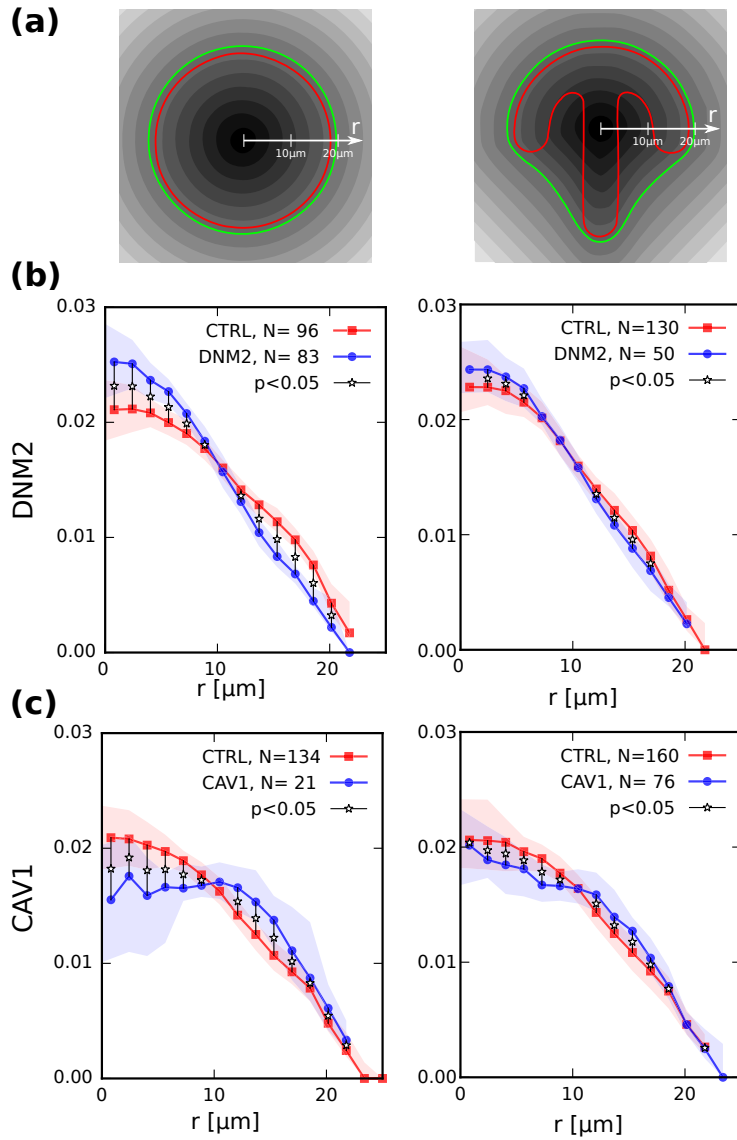 (a)
r
10μm 20μm
r
10μm 20μm
(b)
0.03
0.02
0.01
0.00
DNM2
CTRL, N= 96
DNM2, N= 83
p<0.05
0 10 20
r [μm]
0.03
0.02
0.01
0.00
CTRL, N=130
DNM2, N= 50
p<0.05
0 10 20
r [μm]
(c)
0.03
0.02
0.01
0.00
CAV1
CTRL, N=134
CAV1, N= 21
p<0.05
0 10 20
r [μm]
0.03
0.02
0.01
0.00
CTRL, N=160
CAV1, N= 76
p<0.05
0 10 20
r [μm]